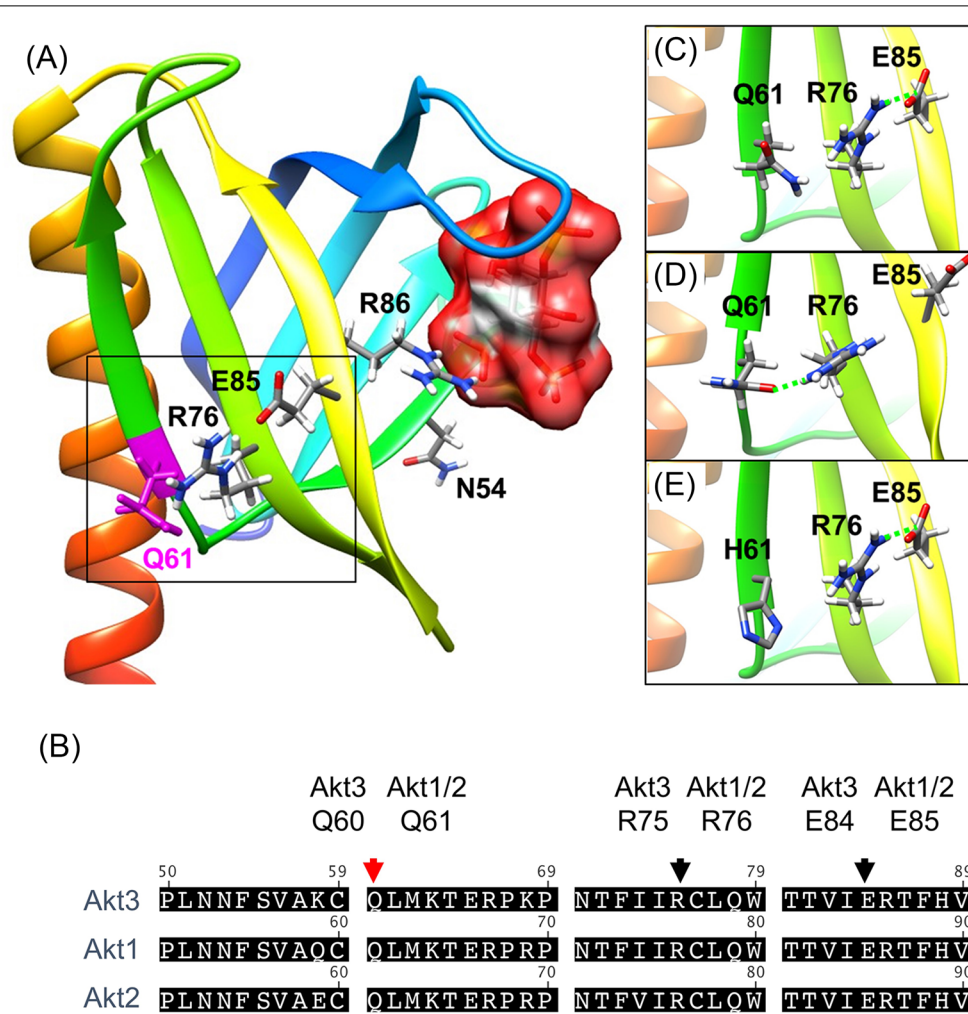 (A)
R86
E85
R76
N54
Q61
(C)
E85
Q61 R76
(D)
E85
Q61 R76
(E)
E85
R76
H61
(B)
Akt3 Akt1/2 Akt3 Akt1/2 Akt3 Akt1/2
Q60 Q61 R75 R76 E84 E85
50 59 69 79 89
Akt3 PLNNFSVAKC QLMKTERPKP NTFIIRCLQW TTVIERTFHV
60 70 80 90
Akt1 PLNNFSVAQC QLMKTERPRP NTFIIRCLQW TTVIERTFHV
60 70 80 90
Akt2 PLNNFSVAEC QLMKTERPRP NTFVIRCLQW TTVIERTFHV